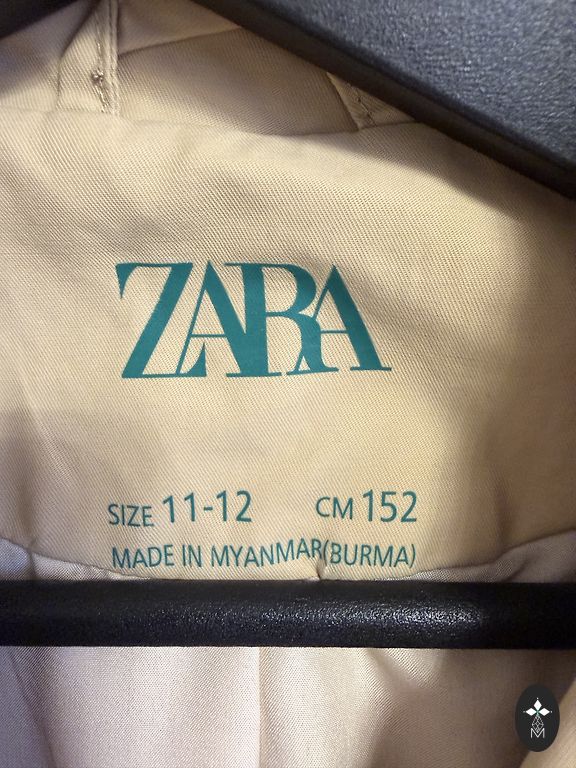 ZARA
SIZE 11-12 CM 152
MADE IN MYANMAR(BURMA)
M